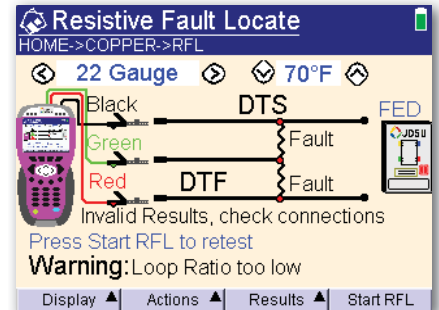 Resistive Fault Locate
HOME->COPPER->RFL
22 Gauge 70°F
Black DTS FED
JDSU
Green Fault
Red DTF Fault
Invalid Results, check connections
Press Start RFL to retest
Warning: Loop Ratio too low
Display Actions Results Start RFL